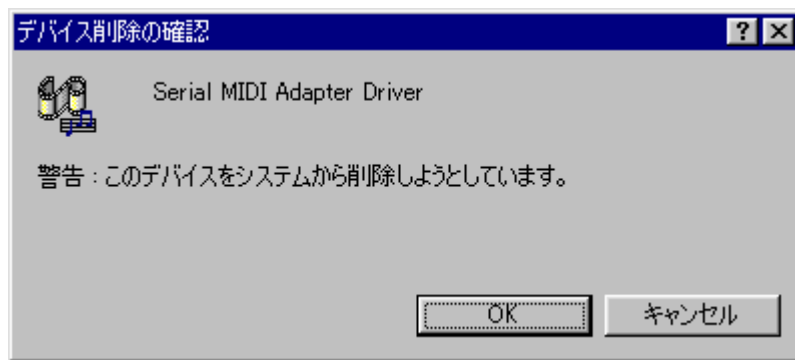 デバイス削除の確認
Serial MIDI Adapter Driver
警告：このデバイスをシステムから削除しようとしています。
OK
キャンセル